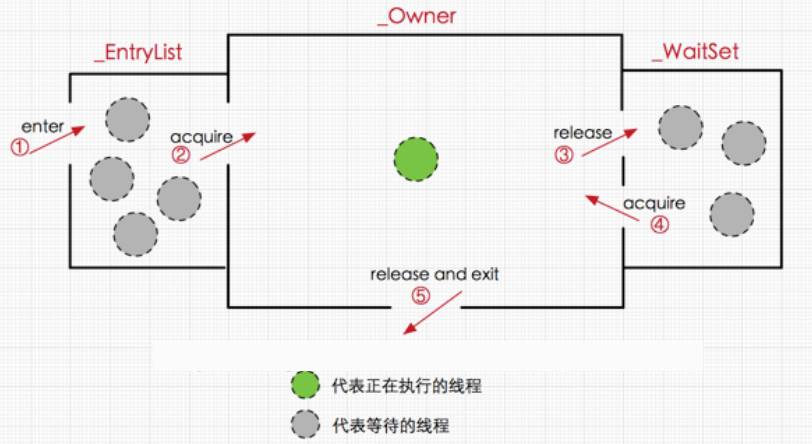 _Owner
_EntryList
_WaitSet
enter
①
acquire
②
release
③
acquire
④
release and exit
⑤
代表正在执行的线程
代表等待的线程